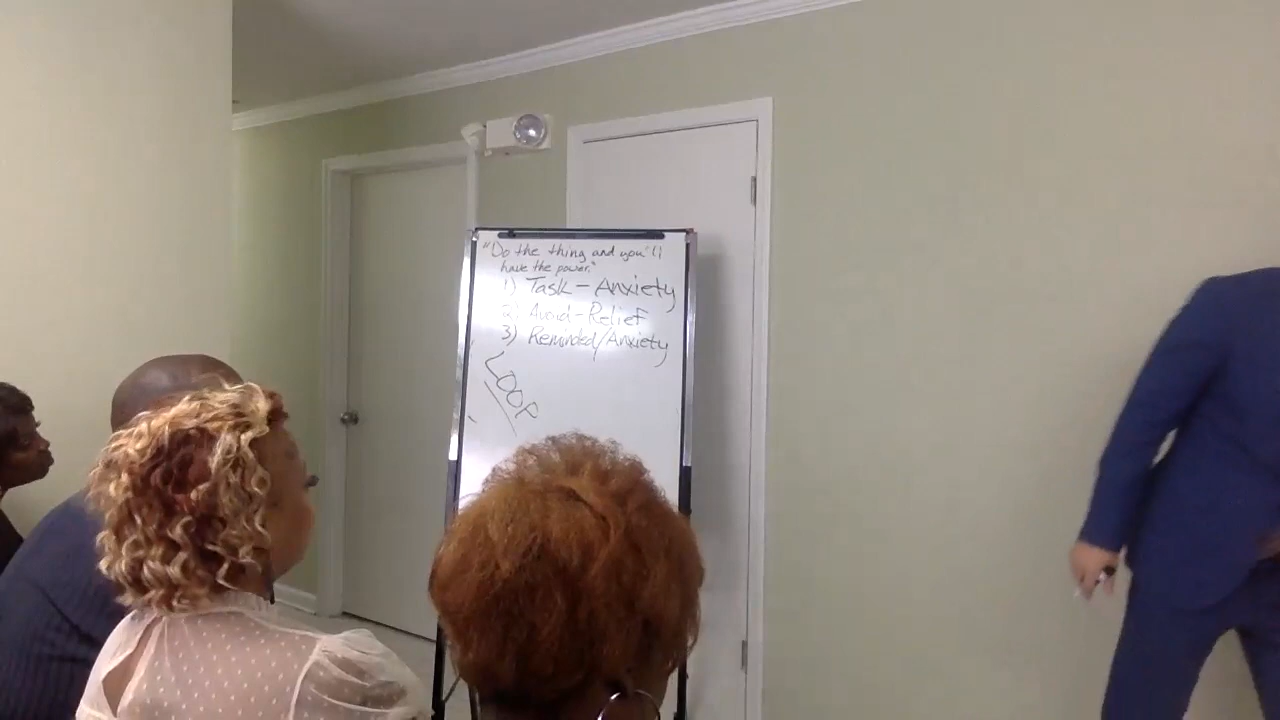 "Do the thing and you'll
have the power."
1) Task - Anxiety
2) Avoid - Relief
3) Reminded/Anxiety
LOOP